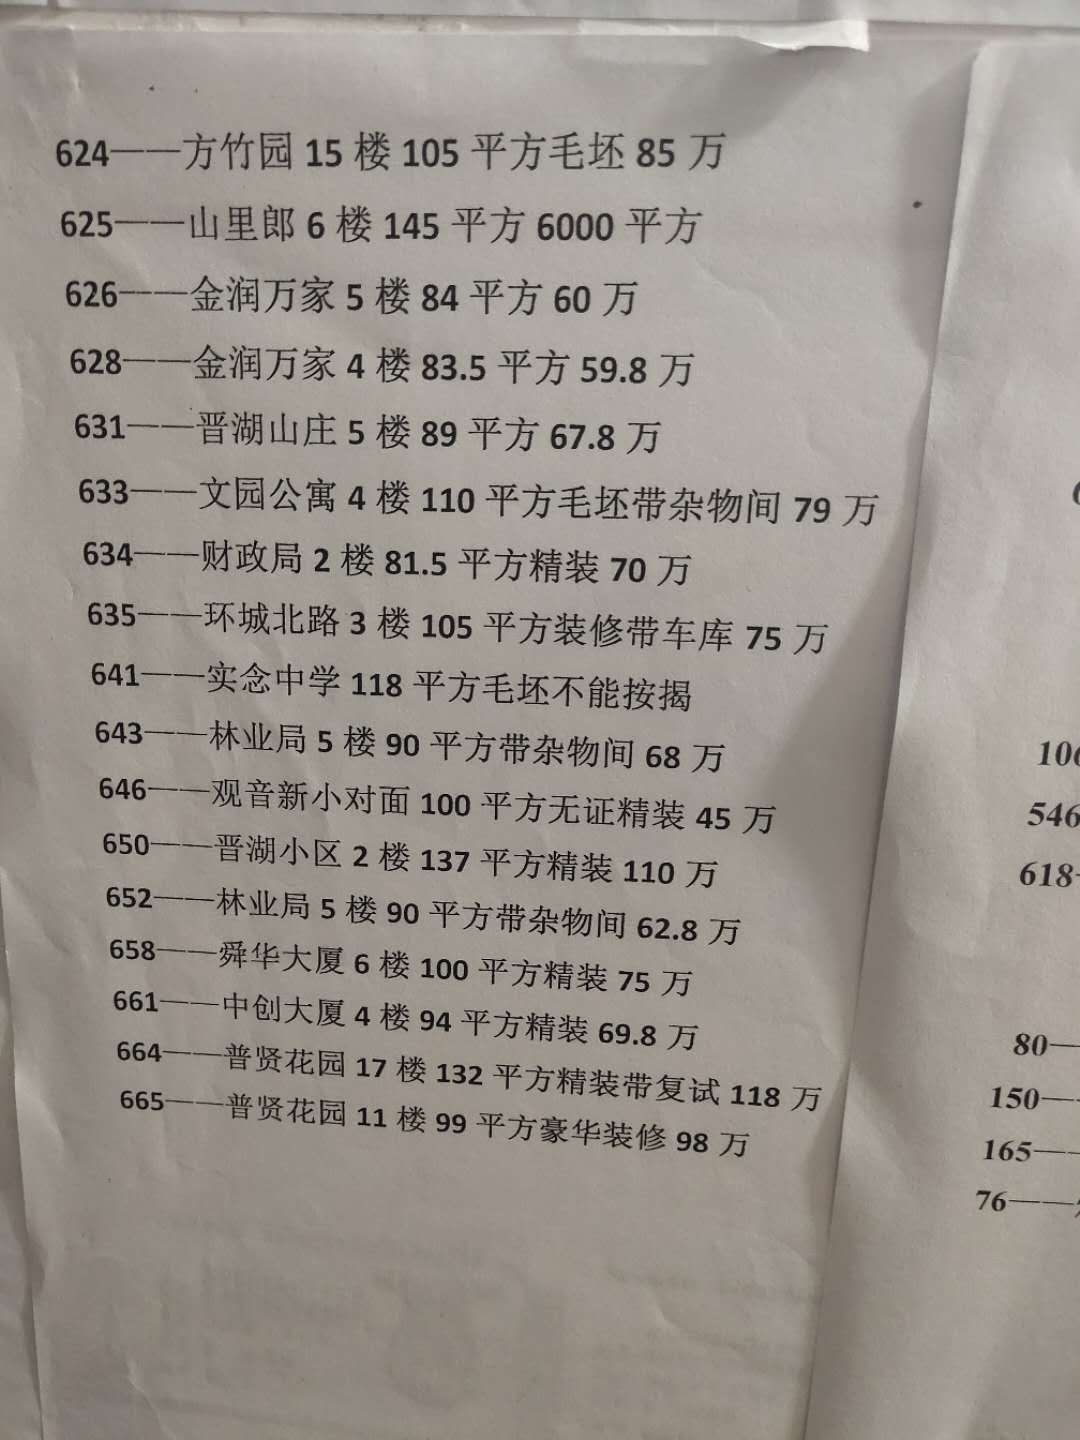 624——方竹园 15 楼 105 平方毛坯 85 万
625——山里郎 6 楼 145 平方 6000 平方
626——金润万家 5 楼 84 平方 60 万
628——金润万家 4 楼 83.5 平方 59.8 万
631——晋湖山庄 5 楼 89 平方 67.8 万
633——文园公寓 4 楼 110 平方毛坯带杂物间 79 万
634——财政局 2 楼 81.5 平方精装 70 万
635——环城北路 3 楼 105 平方装修带车库 75 万
641——实念中学 118 平方毛坯不能按揭
643——林业局 5 楼 90 平方带杂物间 68 万
646——观音新小对面 100 平方无证精装 45 万
650——晋湖小区 2 楼 137 平方精装 110 万
652——林业局 5 楼 90 平方带杂物间 62.8 万
658——舜华大厦 6 楼 100 平方精装 75 万
661——中创大厦 4 楼 94 平方精装 69.8 万
664——普贤花园 17 楼 132 平方精装带复试 118 万
665——普贤花园 11 楼 99 平方豪华装修 98 万
106
546
618—
80—
150—
165—
76——